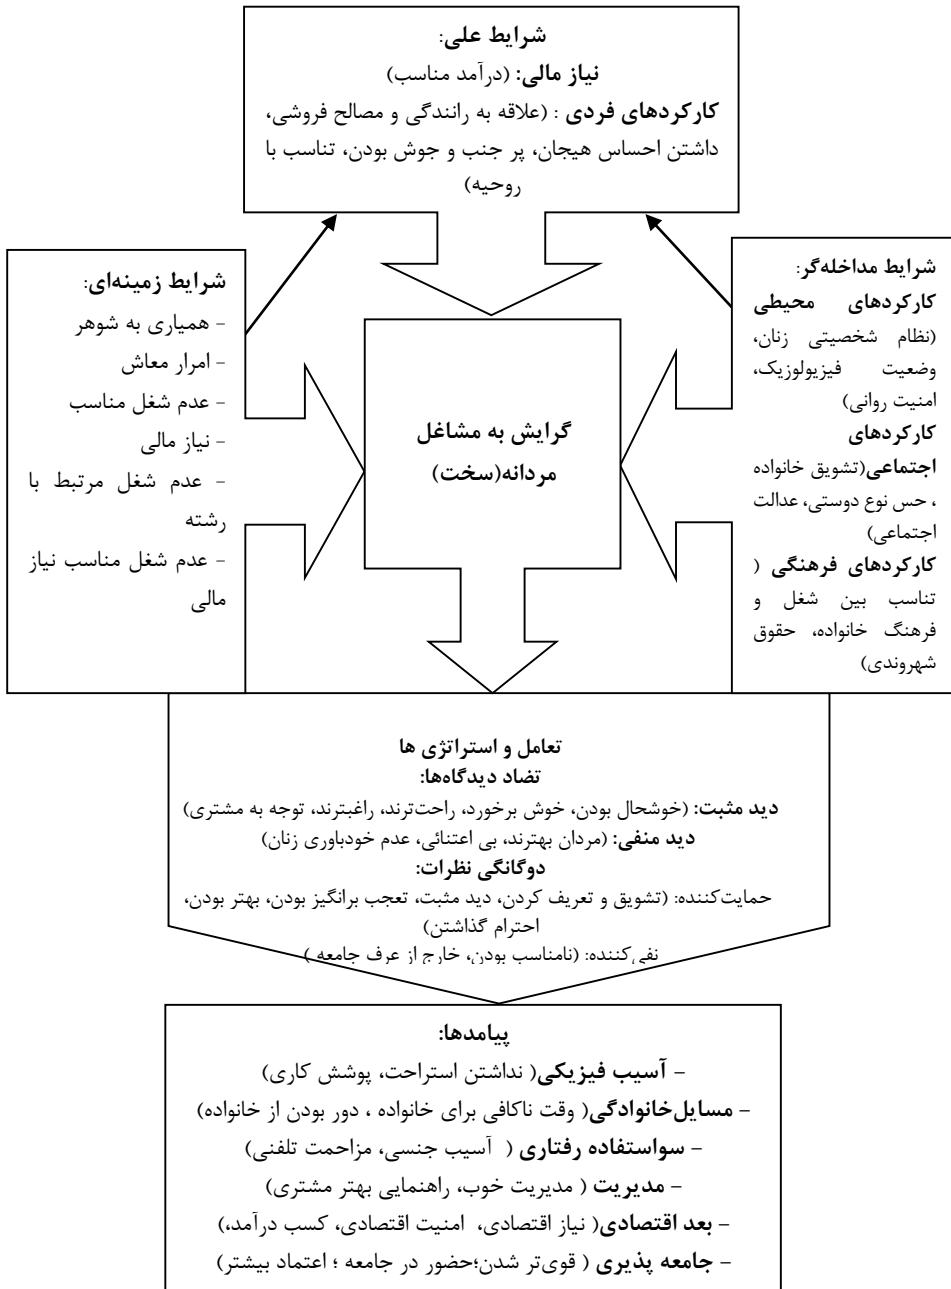 شرایط علی:
نیاز مالی: (درآمد مناسب)
کارکردهای فردی : (علاقه به رانندگی و مصالح فروشی،
داشتن احساس هیجان، پر جنب و جوش بودن، تناسب با
روحیه)
شرایط مداخله‌گر:
کارکردهای محیطی
(نظام شخصیتی زنان،
وضعیت فیزیولوژیک،
امنیت روانی)
کارکردهای
اجتماعی(تشویق خانواده
، حس نوع دوستی، عدالت
اجتماعی)
کارکردهای فرهنگی (
تناسب بین شغل و
فرهنگ خانواده، حقوق
شهروندی)
گرایش به مشاغل
مردانه(سخت)
شرایط زمینه‌ای:
- همیاری به شوهر
- امرار معاش
- عدم شغل مناسب
- نیاز مالی
- عدم شغل مرتبط با
رشته
- عدم شغل مناسب نیاز
مالی
تعامل و استراتژی ها
تضاد دیدگاه‌ها:
دید مثبت: (خوشحال بودن، خوش برخورد، راحت‌ترند، راغبترند، توجه به مشتری)
دید منفی: (مردان بهترند، بی اعتنائی، عدم خودباوری زنان)
دوگانگی نظرات:
حمایت‌کننده: (تشویق و تعریف کردن، دید مثبت، تعجب برانگیز بودن، بهتر بودن،
احترام گذاشتن)
نفی‌کننده: (نامناسب بودن، خارج از عرف جامعه )
پیامدها:
- آسیب فیزیکی( نداشتن استراحت، پوشش کاری)
- مسایل‌خانوادگی( وقت ناکافی برای خانواده ، دور بودن از خانواده)
- سواستفاده رفتاری ( آسیب جنسی، مزاحمت تلفنی)
- مدیریت ( مدیریت خوب، راهنمایی بهتر مشتری)
- بعد اقتصادی( نیاز اقتصادی، امنیت اقتصادی، کسب درآمد،)
- جامعه پذیری ( قوی‌تر شدن؛حضور در جامعه ؛ اعتماد بیشتر)